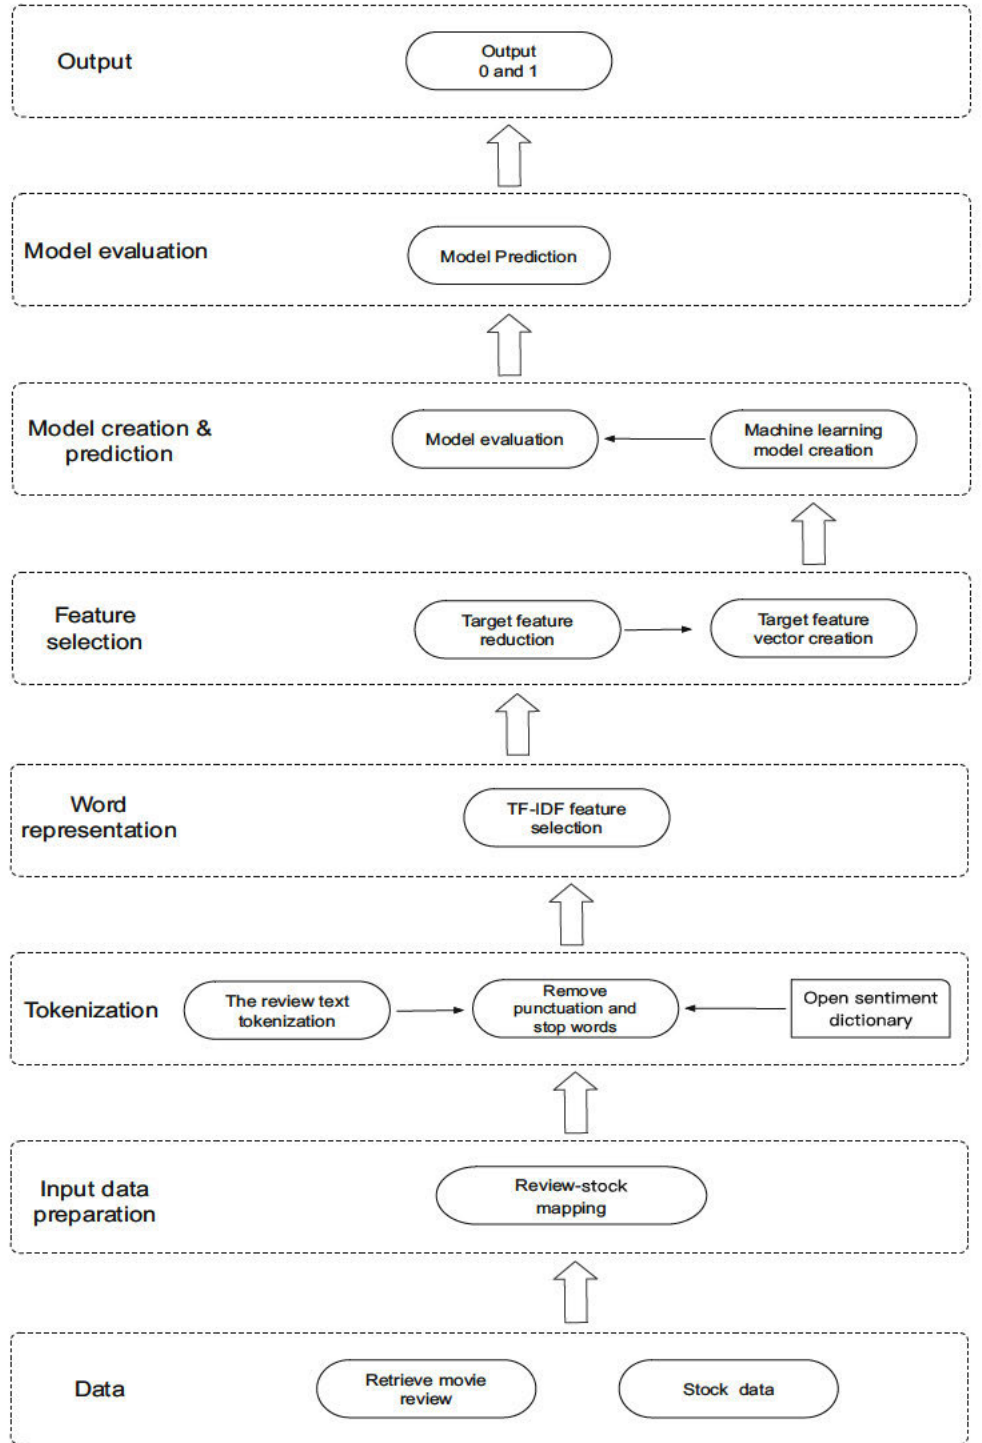 Output
Output
0 and 1
Model evaluation
Model Prediction
Model creation &
prediction
Model evaluation
Machine learning
model creation
Feature
selection
Target feature
reduction
Target feature
vector creation
Word
representation
TF-IDF feature
selection
Tokenization
The review text
tokenization
Remove
punctuation and
stop words
Open sentiment
dictionary
Input data
preparation
Review-stock
mapping
Data
Retrieve movie
review
Stock data